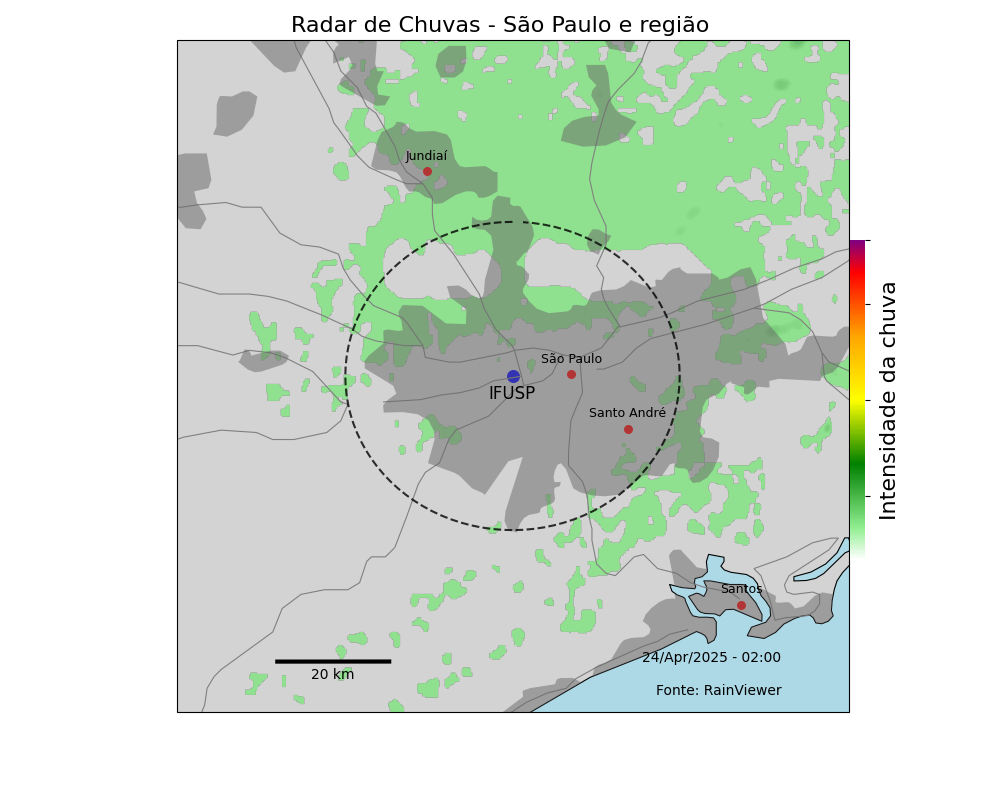 Radar de Chuvas - São Paulo e região
Jundiaí
São Paulo
IFUSP
Santo André
Santos
24/Apr/2025 - 02:00
20 km
Fonte: RainViewer
Intensidade da chuva